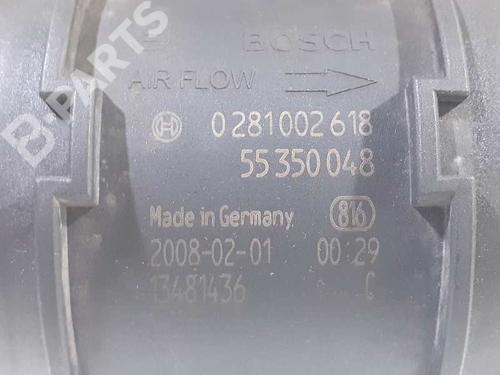 B-PARTS
BOSCH
AIR FLOW
0 281 002 618
55 350 048
Made in Germany 816
2008-02-01 00:29
13481436 C